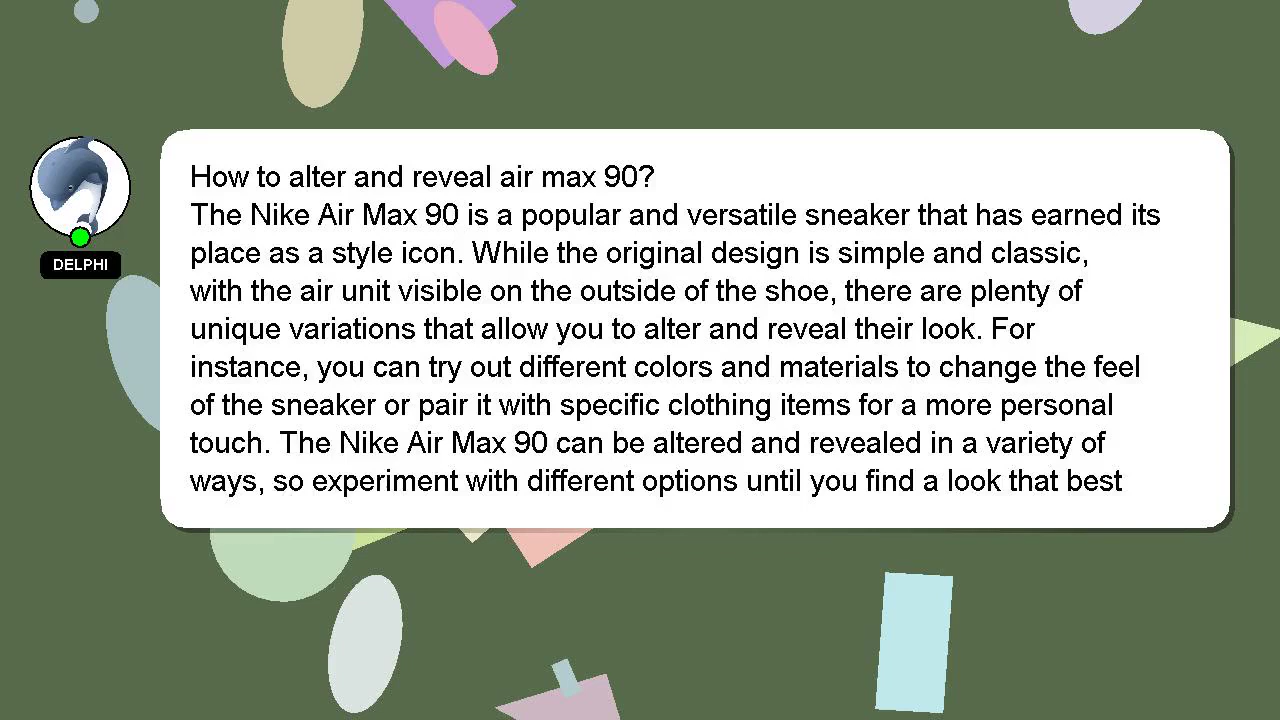 DELPHI
How to alter and reveal air max 90?
The Nike Air Max 90 is a popular and versatile sneaker that has earned its
place as a style icon. While the original design is simple and classic,
with the air unit visible on the outside of the shoe, there are plenty of
unique variations that allow you to alter and reveal their look. For
instance, you can try out different colors and materials to change the feel
of the sneaker or pair it with specific clothing items for a more personal
touch. The Nike Air Max 90 can be altered and revealed in a variety of
ways, so experiment with different options until you find a look that best